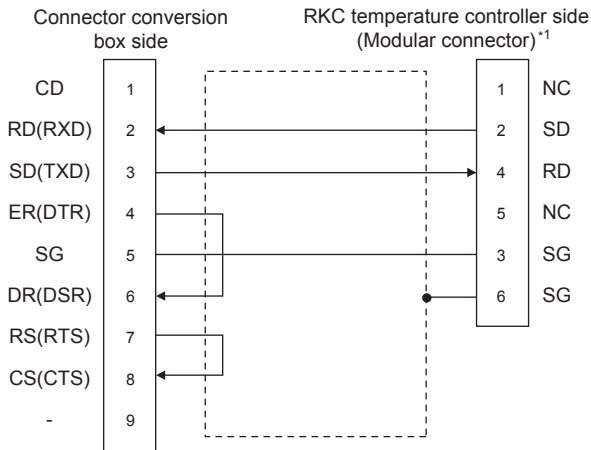 Connector conversion
box side
RKC temperature controller side
(Modular connector)*1
CD 1 1 NC
RD(RXD) 2 2 SD
SD(TXD) 3 4 RD
ER(DTR) 4 5 NC
SG 5 3 SG
DR(DSR) 6 6 SG
RS(RTS) 7
CS(CTS) 8
- 9